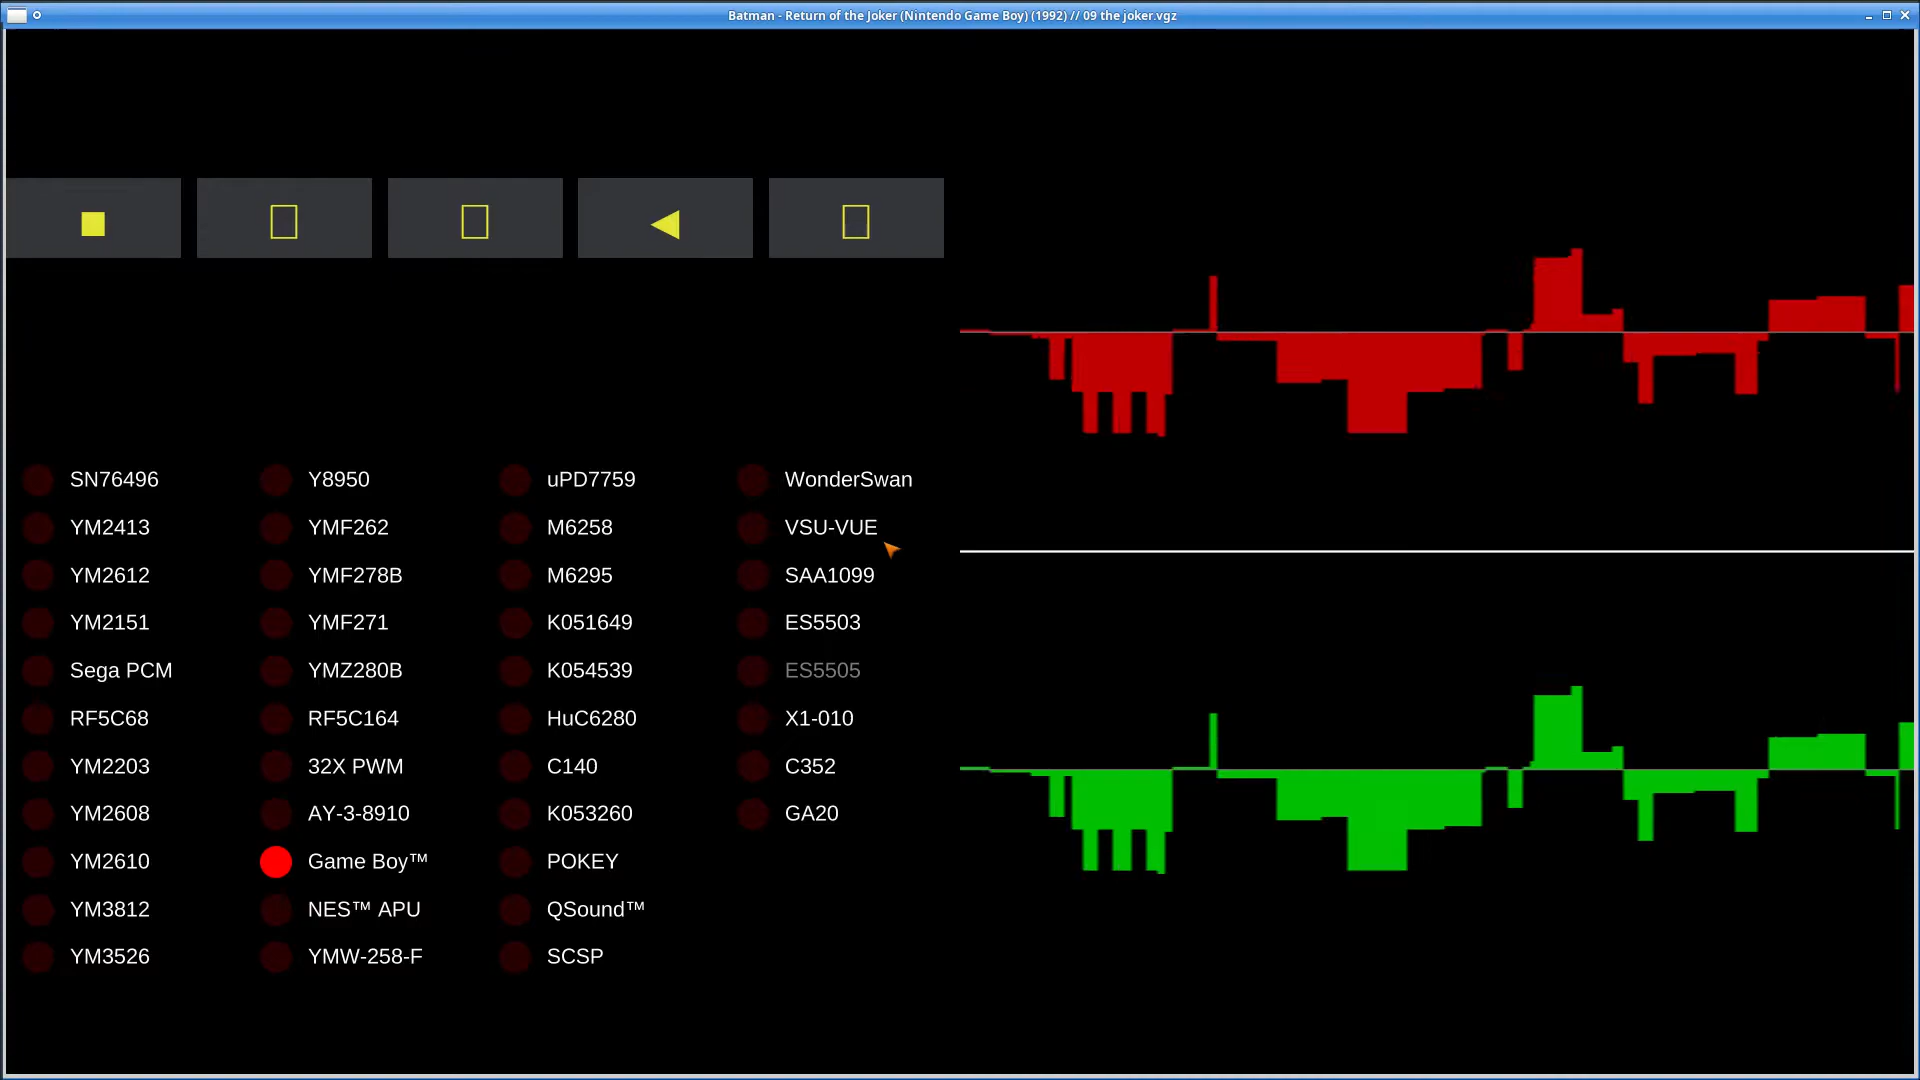 Batman - Return of the Joker (Nintendo Game Boy) (1992) // 09 the joker.vgz
SN76496
YM2413
YM2612
YM2151
Sega PCM
RF5C68
YM2203
YM2608
YM2610
YM3812
YM3526
Y8950
YMF262
YMF278B
YMF271
YMZ280B
RF5C164
32X PWM
AY-3-8910
Game Boy™
NES™ APU
YMW-258-F
uPD7759
M6258
M6295
K051649
K054539
HuC6280
C140
K053260
POKEY
QSound™
SCSP
WonderSwan
VSU-VUE
SAA1099
ES5503
ES5505
X1-010
C352
GA20